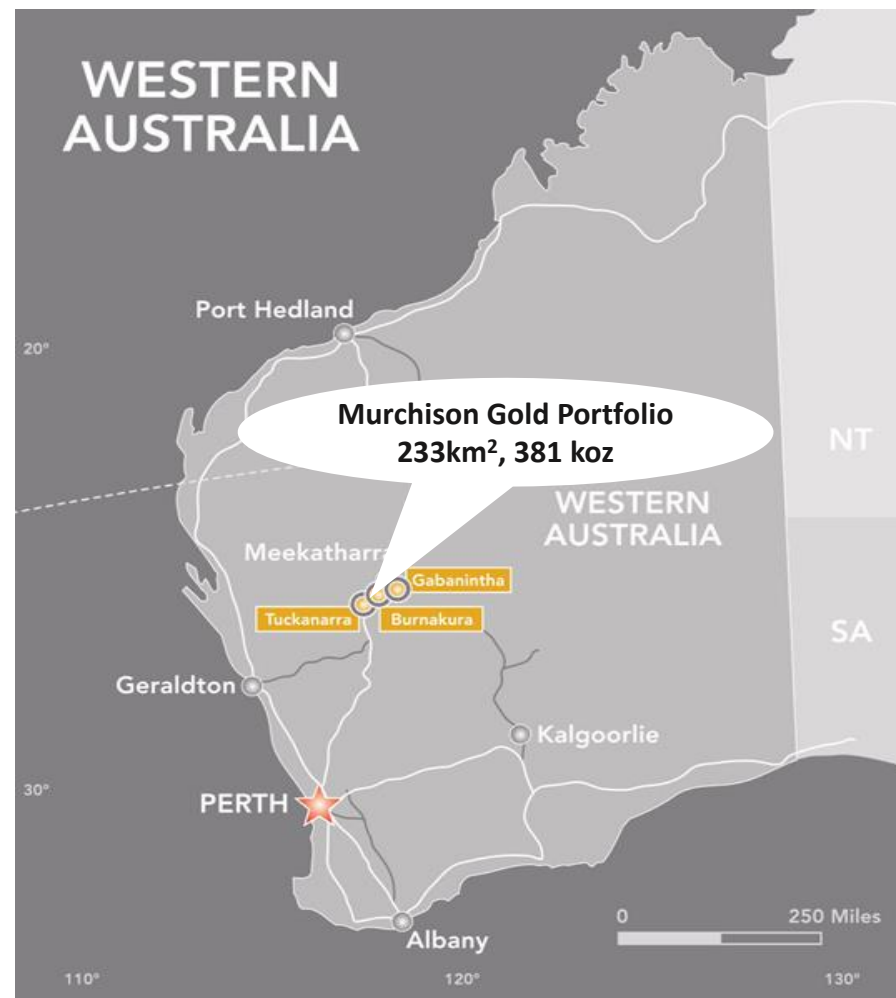 WESTERN
AUSTRALIA
Port Hedland
20°
Murchison Gold Portfolio
233km², 381 koz
NT
WESTERN
AUSTRALIA
Meekatharra
Gabanintha
Tuckanarra
Burnakura
SA
Geraldton
Kalgoorlie
30°
PERTH
0 250 Miles
Albany
110° 120° 130°